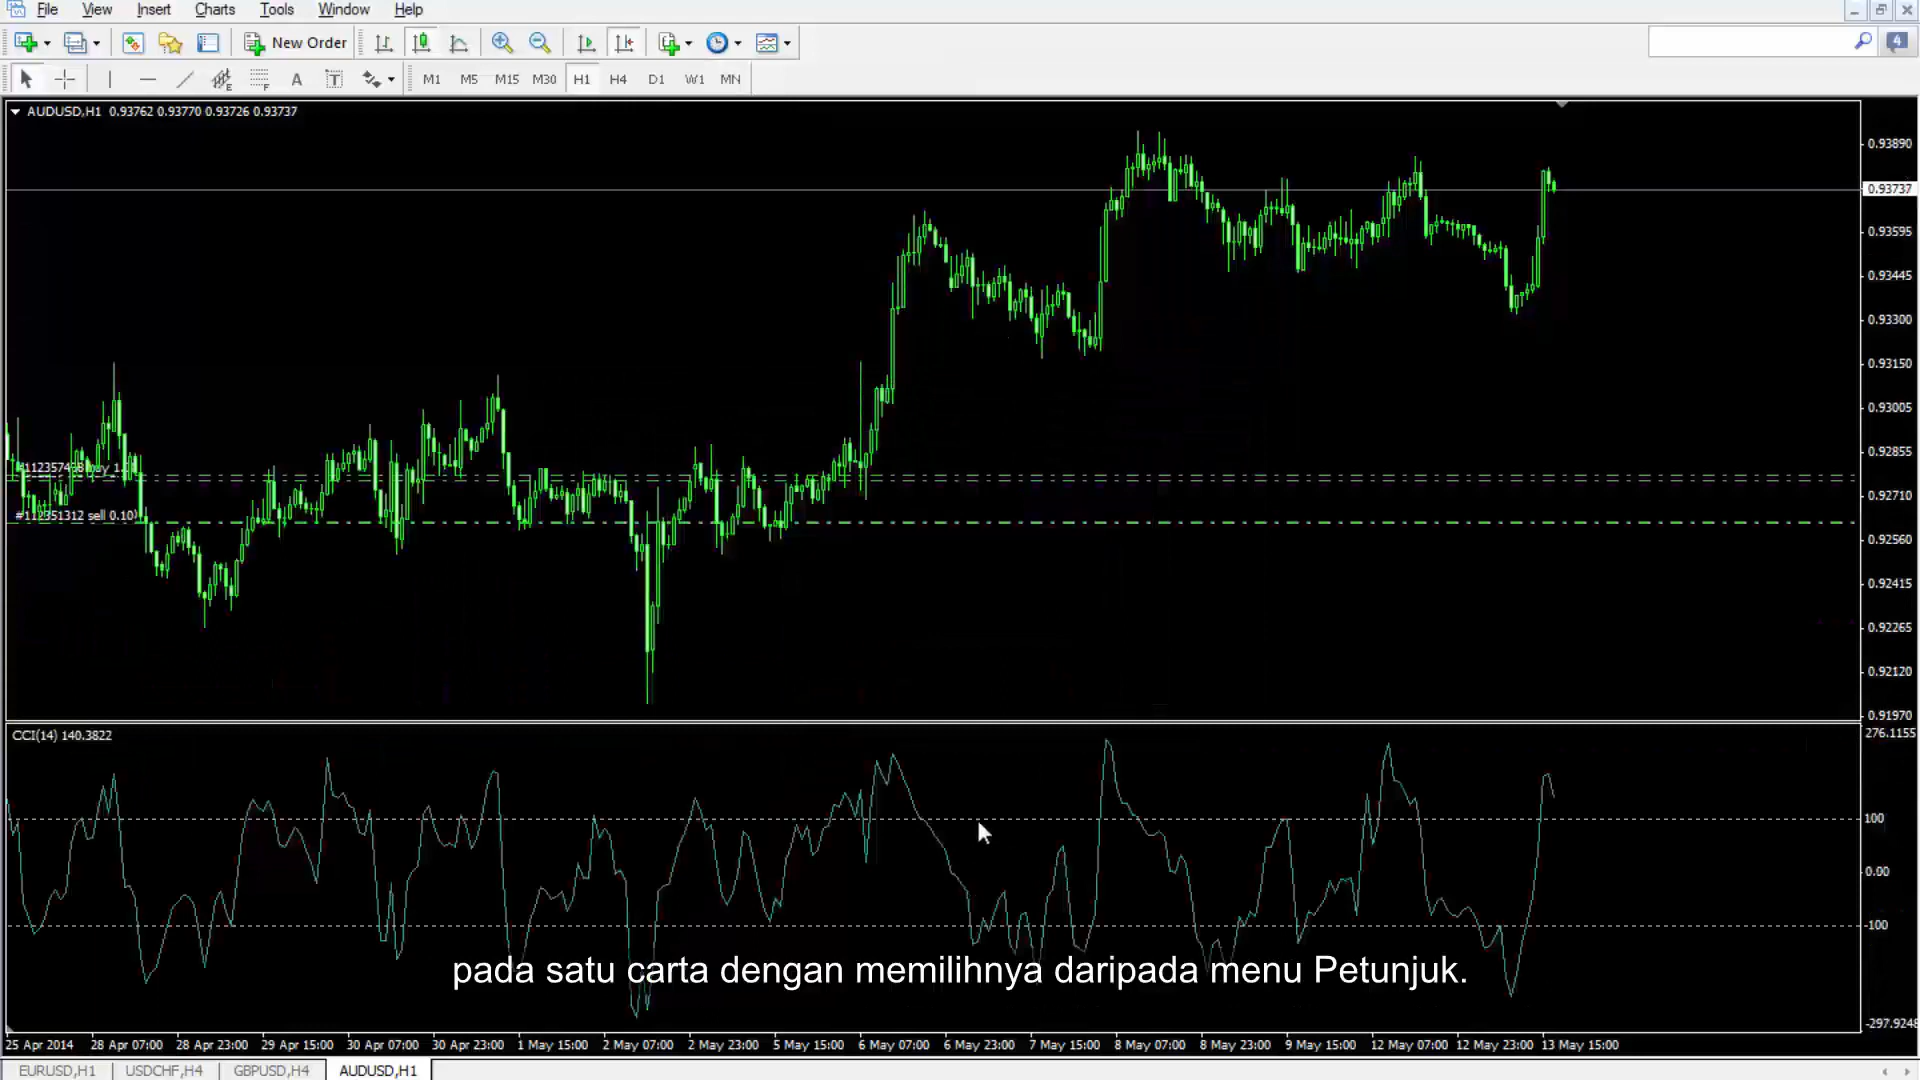 File View Insert Charts Tools Window Help
New Order 4
A T M1 M5 M15 M30 H1 H4 D1 W1 MN
AUDUSD,H1 0.93762 0.93770 0.93726 0.93737
0.93890
0.93737
0.93595
0.93445
0.93300
0.93150
0.93005
0.92855
0.92710
0.92560
0.92415
0.92265
0.92120
0.91970
#112351312 sell 0.10
CCI(14) 140.3822
276.1155
100
0.00
-100
-297.9248
pada satu carta dengan memilihnya daripada menu Petunjuk.
25 Apr 2014 28 Apr 07:00 28 Apr 23:00 29 Apr 15:00 30 Apr 07:00 30 Apr 23:00 1 May 15:00 2 May 07:00 2 May 23:00 5 May 15:00 6 May 07:00 6 May 23:00 7 May 15:00 8 May 07:00 8 May 23:00 9 May 15:00 12 May 07:00 12 May 23:00 13 May 15:00
EURUSD,H1 USDCHF,H4 GBPUSD,H4 AUDUSD,H1